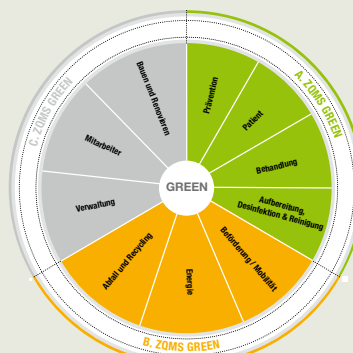 A. ZOMS GREEN
Prävention
Patient
Behandlung
Aufbereitung,
Desinfektion & Reinigung
B. ZOMS GREEN
Beförderung / Mobilität
Energie
Abfall und Recycling
C. ZOMS GREEN
Verwaltung
Mitarbeiter
Bauen und Renovieren
GREEN